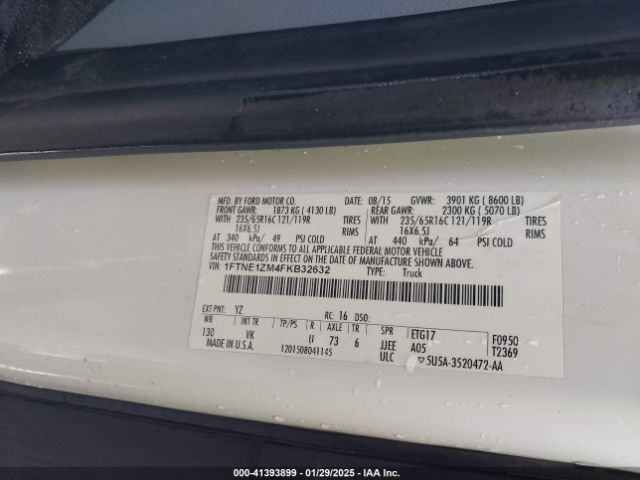 MFD. BY FORD MOTOR CO. DATE: 08/15 GVWR: 3901 KG ( 8600 LB)
FRONT GAWR: 1873 KG ( 4130 LB) REAR GAWR: 2300 KG ( 5070 LB)
WITH 235/65R16C 121/119R TIRES WITH 235/65R16C 121/119R TIRES
16X6.5J RIMS 16X6.5J RIMS
AT 340 kPa/ 49 PSI COLD AT 440 kPa/ 64 PSI COLD
THIS VEHICLE CONFORMS TO ALL APPLICABLE FEDERAL MOTOR VEHICLE
SAFETY STANDARDS IN EFFECT ON THE DATE OF MANUFACTURE SHOWN ABOVE.
VIN: 1FTNE1ZM4FKB32632 TYPE: Truck
EXT PNT: YZ RC: 16 DSO:
WB INT TR TP/PS R AXLE TR SPR ETG17 F0950
130 VK U 73 6 JJEE A05 T2369
MADE IN U.S.A. 1201508041145 ULC 5U5A-3520472-AA
000-41393899 | 01/29/2025 - IAA Inc.